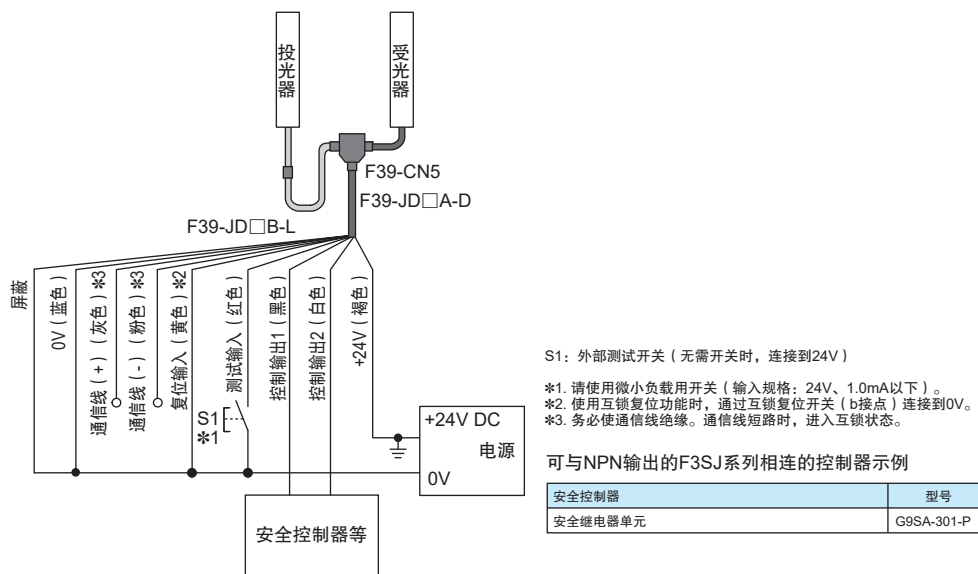 投光器
受光器
F39-CN5
F39-JD□A-D
F39-JD□B-L
屏蔽
0V（蓝色）
通信线（+）（灰色）*3
通信线（-）（粉色）*3
复位输入（黄色）*2
测试输入（红色）
控制输出1（黑色）
控制输出2（白色）
+24V（褐色）
S1
*1
+24V DC
电源
0V
安全控制器等
S1：外部测试开关（无需开关时，连接到24V）
*1. 请使用微小负载用开关（输入规格：24V、1.0mA以下）。
*2. 使用互锁复位功能时，通过互锁复位开关（b接点）连接到0V。
*3. 务必使通信线绝缘。通信线短路时，进入互锁状态。
可与NPN输出的F3SJ系列相连的控制器示例
安全控制器 型号
安全继电器单元 G9SA-301-P